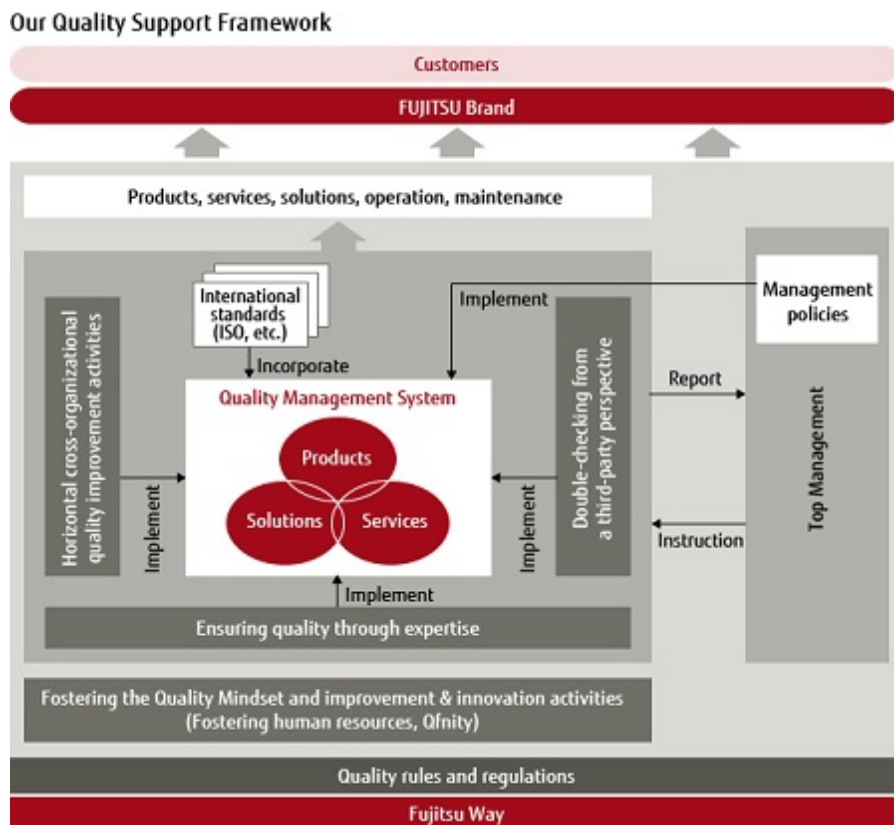 Our Quality Support Framework
Customers
FUJITSU Brand
Products, services, solutions, operation, maintenance
International
standards
(ISO, etc.)
Implement
Management
policies
Incorporate
Horizontal cross-organizational
quality improvement activities
Quality Management System
Products
Solutions
Services
Implement
Implement
Double-checking from
a third-party perspective
Report
Instruction
Top Management
Implement
Ensuring quality through expertise
Fostering the Quality Mindset and improvement & innovation activities
(Fostering human resources, Qfnity)
Quality rules and regulations
Fujitsu Way